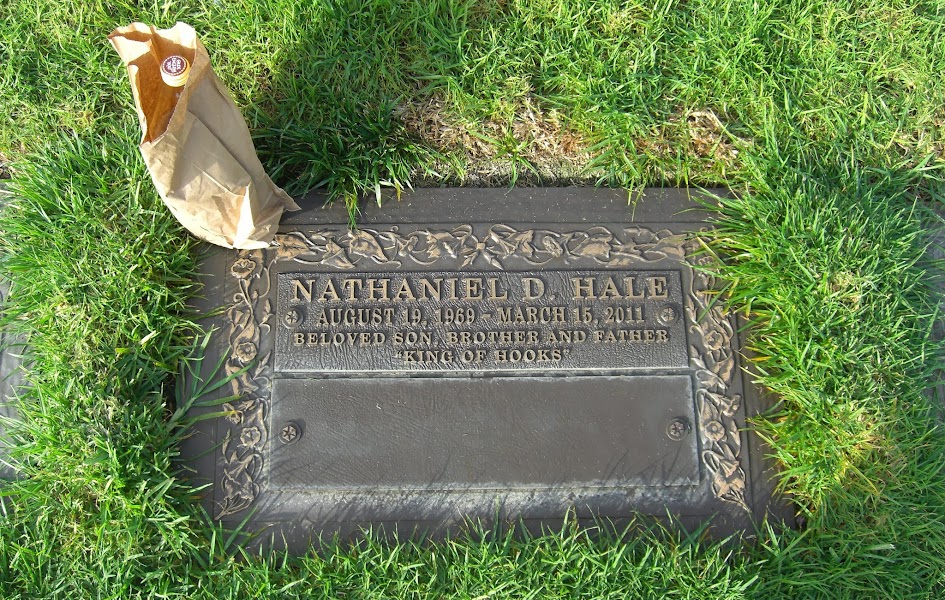 NATHANIEL D. HALE
AUGUST 19, 1969 - MARCH 15, 2011
BELOVED SON, BROTHER AND FATHER
"KING OF HOOKS"